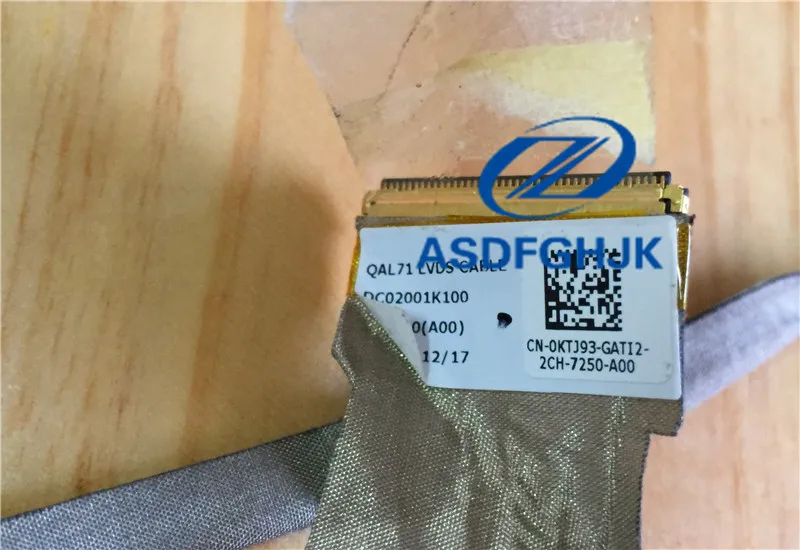 ASDFGHJK
QAL71 LVDS CABLE
DC02001K100
0(A00)
12/17
CN-0KTJ93-GATI2-
2CH-7250-A00